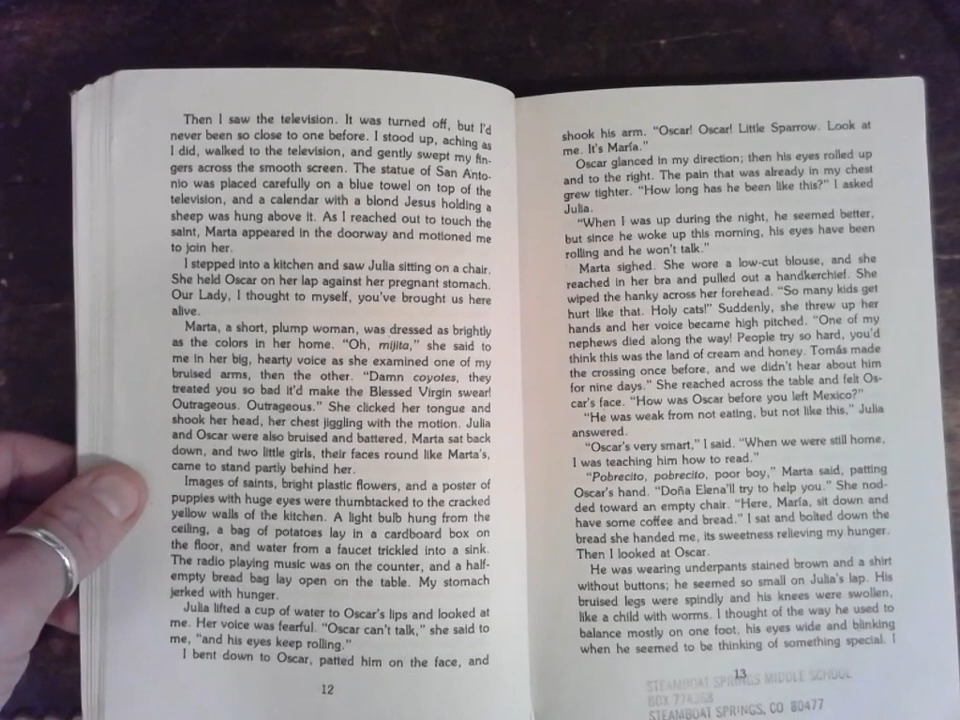 Then I saw the television. It was turned off, but I'd
never been so close to one before. I stood up, aching as
I did, walked to the television, and gently swept my fin-
gers across the smooth screen. The statue of San Anto-
nio was placed carefully on a blue towel on top of the
television, and a calendar with a blond Jesus holding a
sheep was hung above it. As I reached out to touch the
saint, Marta appeared in the doorway and motioned me
to join her.
I stepped into a kitchen and saw Julia sitting on a chair.
She held Oscar on her lap against her pregnant stomach.
Our Lady, I thought to myself, you've brought us here
alive.
Marta, a short, plump woman, was dressed as brightly
as the colors in her home. "Oh, mijita," she said to
me in her big, hearty voice as she examined one of my
bruised arms, then the other. "Damn coyotes, they
treated you so bad it'd make the Blessed Virgin swear!
Outrageous. Outrageous." She clicked her tongue and
shook her head, her chest jiggling with the motion. Julia
and Oscar were also bruised and battered. Marta sat back
down, and two little girls, their faces round like Marta's,
came to stand partly behind her.
Images of saints, bright plastic flowers, and a poster of
puppies with huge eyes were thumbtacked to the cracked
yellow walls of the kitchen. A light bulb hung from the
ceiling, a bag of potatoes lay in a cardboard box on
the floor, and water from a faucet trickled into a sink.
The radio playing music was on the counter, and a half-
empty bread bag lay open on the table. My stomach
jerked with hunger.
Julia lifted a cup of water to Oscar's lips and looked at
me. Her voice was fearful. "Oscar can't talk," she said to
me, "and his eyes keep rolling."
I bent down to Oscar, patted him on the face, and
12
shook his arm. "Oscar! Oscar! Little Sparrow. Look at
me. It's María."
Oscar glanced in my direction; then his eyes rolled up
and to the right. The pain that was already in my chest
grew tighter. "How long has he been like this?" I asked
Julia.
"When I was up during the night, he seemed better,
but since he woke up this morning, his eyes have been
rolling and he won't talk."
Marta sighed. She wore a low-cut blouse, and she
reached in her bra and pulled out a handkerchief. She
wiped the hanky across her forehead. "So many kids get
hurt like that. Holy cats!" Suddenly, she threw up her
hands and her voice became high pitched. "One of my
nephews died along the way! People try so hard, you'd
think this was the land of cream and honey. Tomás made
the crossing once before, and we didn't hear about him
for nine days." She reached across the table and felt Os-
car's face. "How was Oscar before you left Mexico?"
"He was weak from not eating, but not like this," Julia
answered.
"Oscar's very smart," I said. "When we were still home,
I was teaching him how to read."
"Pobrecito, pobrecito, poor boy," Marta said, patting
Oscar's hand. "Doña Elena'll try to help you." She nod-
ded toward an empty chair. "Here, María, sit down and
have some coffee and bread." I sat and bolted down the
bread she handed me, its sweetness relieving my hunger.
Then I looked at Oscar.
He was wearing underpants stained brown and a shirt
without buttons; he seemed so small on Julia's lap. His
bruised legs were spindly and his knees were swollen,
like a child with worms. I thought of the way he used to
balance mostly on one foot, his eyes wide and blinking
when he seemed to be thinking of something special. I
13
STEAMBOAT SPRINGS MIDDLE SCHOOL
BOX
STEAMBOAT SPRINGS, CO 80477